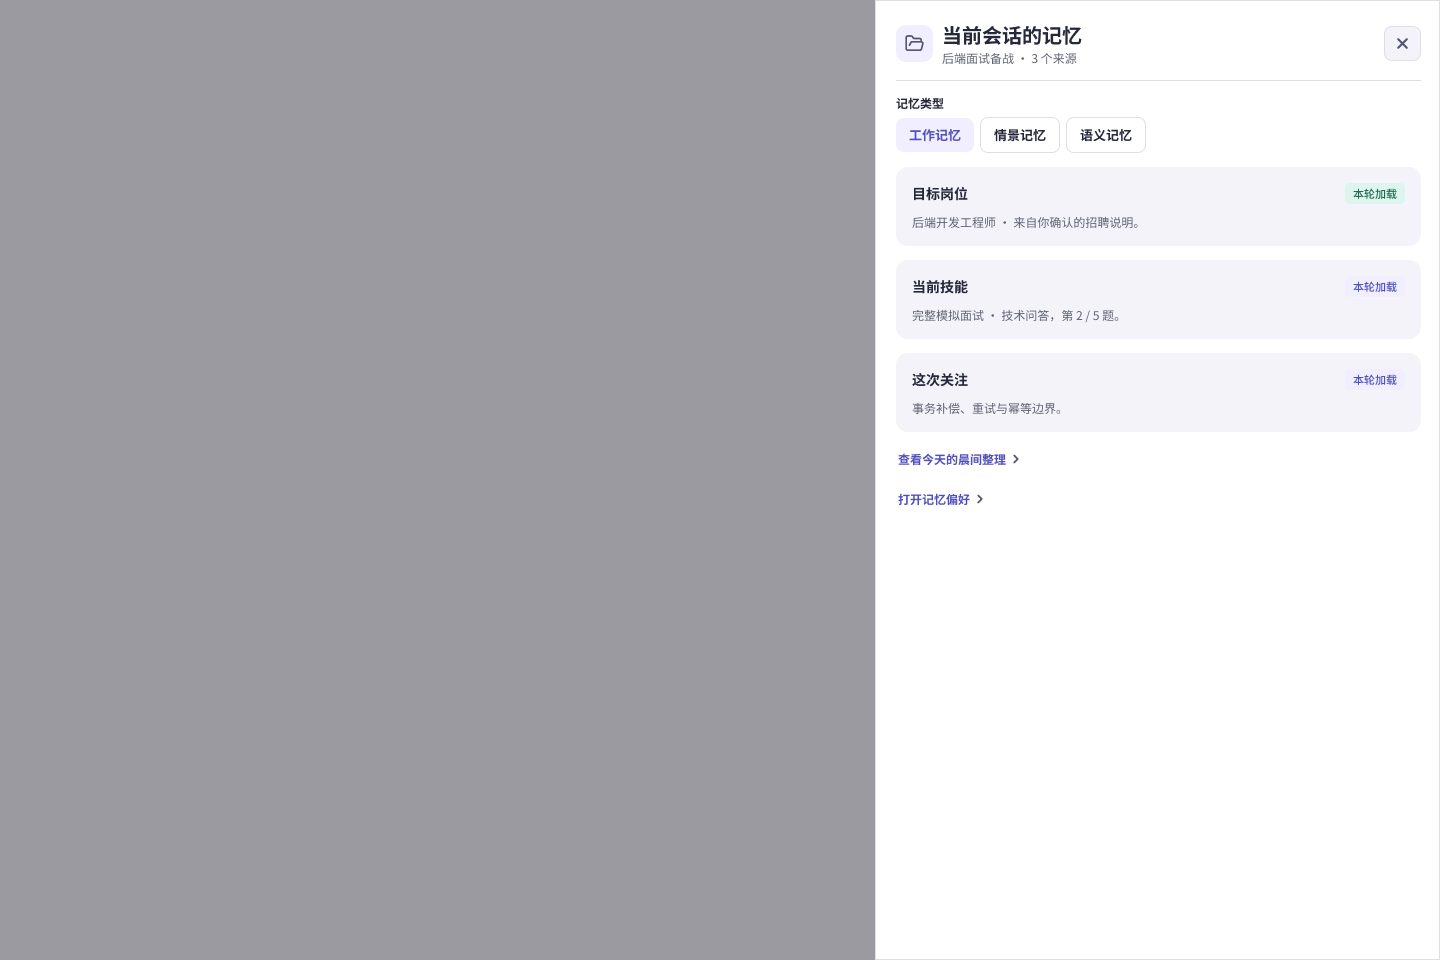 当前会话的记忆
后端面试备战 • 3 个来源
记忆类型
工作记忆
情景记忆
语义记忆
目标岗位
本轮加载
后端开发工程师 • 来自你确认的招聘说明。
当前技能
本轮加载
完整模拟面试 • 技术问答，第 2 / 5 题。
这次关注
本轮加载
事务补偿、重试与幂等边界。
查看今天的晨间整理
打开记忆偏好